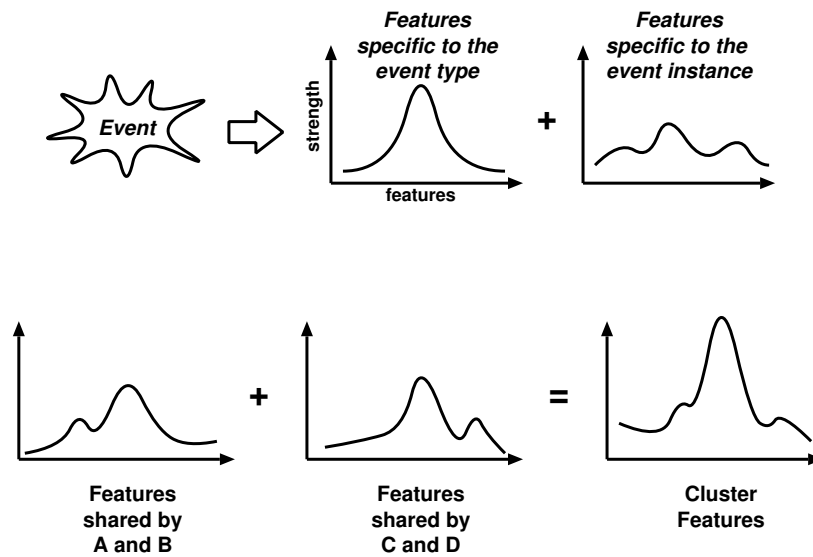 Features
specific to the
event type
Features
specific to the
event instance
Event
strength
features
+
+
=
Features
shared by
A and B
Features
shared by
C and D
Cluster
Features